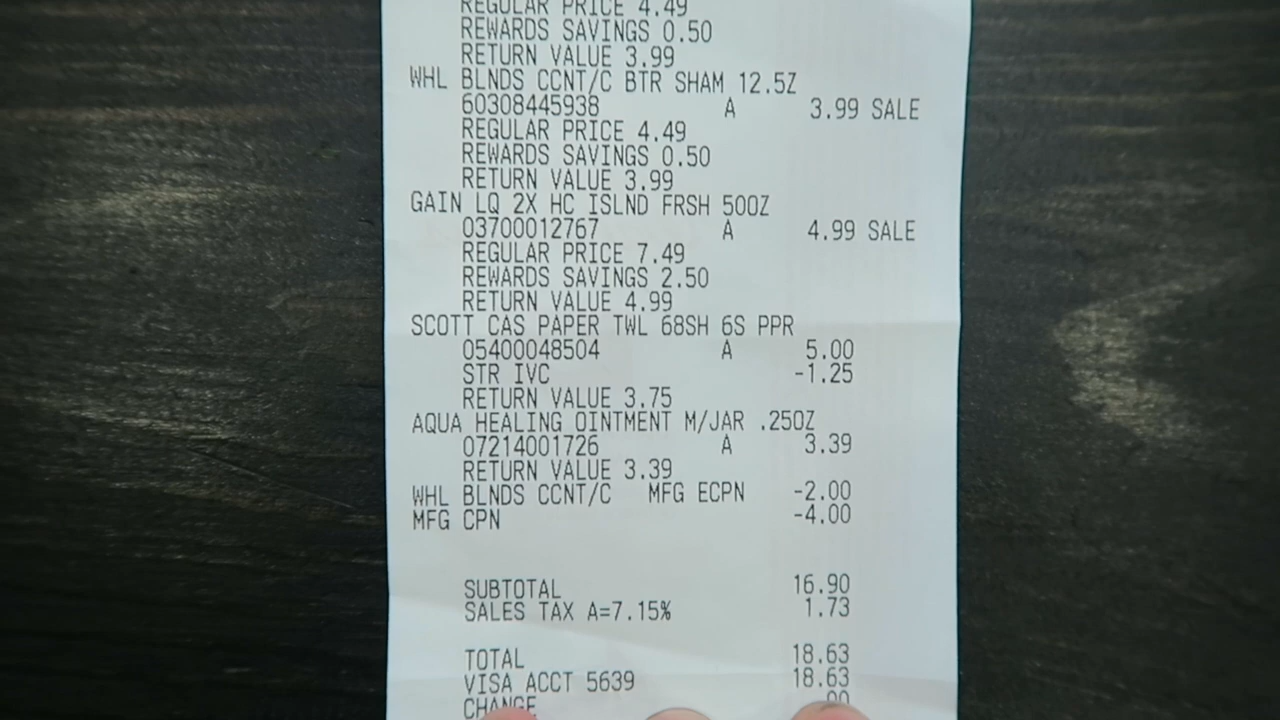 REGULAR PRICE 4.49
REWARDS SAVINGS 0.50
RETURN VALUE 3.99
WHL BLNDS CCNT/C BTR SHAM 12.5Z
60308445938 A 3.99 SALE
REGULAR PRICE 4.49
REWARDS SAVINGS 0.50
RETURN VALUE 3.99
GAIN LQ 2X HC ISLND FRSH 50OZ
03700012767 A 4.99 SALE
REGULAR PRICE 7.49
REWARDS SAVINGS 2.50
RETURN VALUE 4.99
SCOTT CAS PAPER TWL 68SH 6S PPR
05400048504 A 5.00
STR IVC -1.25
RETURN VALUE 3.75
AQUA HEALING OINTMENT M/JAR .25OZ
07214001726 A 3.39
RETURN VALUE 3.39
WHL BLNDS CCNT/C MFG ECPN -2.00
MFG CPN -4.00
SUBTOTAL 16.90
SALES TAX A=7.15% 1.73
TOTAL 18.63
VISA ACCT 5639 18.63
CHANGE .00